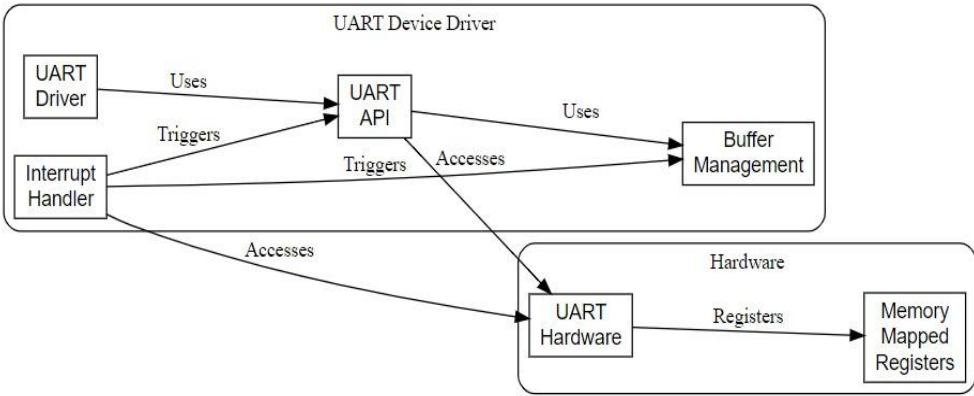 UART Device Driver
UART
Driver
Uses
UART
API
Uses
Triggers
Buffer
Management
Interrupt
Handler
Triggers
Accesses
Accesses
Hardware
UART
Hardware
Registers
Memory
Mapped
Registers